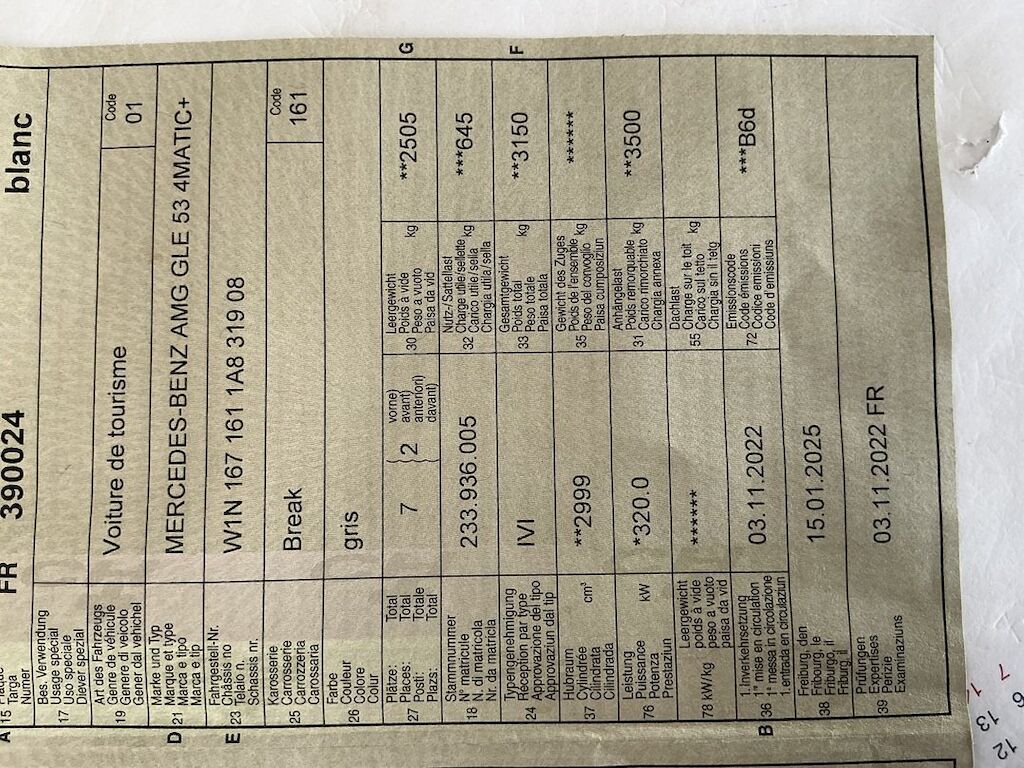 A 15 Targa
Numer
FR 390024 blanc
17 Bes. Verwendung
Usage spécial
Uso speciale
Diever spezial
19 Art des Fahrzeugs
Genre de véhicule
Genere di veicolo
Gener dal vehichel
Voiture de tourisme
Code
01
D 21 Marke und Typ
Marque et type
Marca e tipo
Marca e tip
MERCEDES-BENZ AMG GLE 53 4MATIC+
E 23 Fahrgestell-Nr.
Châssis no
Telaio n.
Schassis nr.
W1N 167 161 1A8 319 08
25 Karosserie
Carrosserie
Carrozzeria
Carossaria
Break
Code
161
26 Farbe
Couleur
Colore
Colur
gris
27 Plätze: Total
Places: Total
Posti: Totale
Plazs: Total
7
2
vorne)
avant)
anteriori)
davant)
30 Leergewicht
Poids à vide
Peso a vuoto
Paisa da vid
kg
**2505
G
18 Stammnummer
N° matricule
N. di matricola
Nr. da matricla
233.936.005
32 Nutz-/Sattellast
Charge utile/sellette
Carico utile/sella
Chargia utila/sella
kg
***645
24 Typengenehmigung
Réception par type
Approvazione del tipo
Approvaziun dal tip
IVI
33 Gesamtgewicht
Poids total
Peso totale
Paisa totala
kg
**3150
F
37 Hubraum
Cylindrée
Cilindrata
Cilindrada
cm³
**2999
35 Gewicht des Zuges
Poids de l'ensemble
Peso del convoglio
Paisa cumposiziun
kg
******
76 Leistung
Puissance
Potenza
Prestaziun
kW
*320.0
31 Anhängelast
Poids remorquable
Carico rimorchiato
Chargia annexa
kg
**3500
78 kW/kg
Leergewicht
poids à vide
peso a vuoto
paisa da vid
******
55 Dachlast
Charge sur le toit
Carico sul tetto
Chargia sin il tetg
kg
B 36 1.Inverkehrsetzung
1re mise en circulation
1a messa in circolazione
1.entrada en circulaziun
03.11.2022
72 Emissionscode
Code émissions
Codice emissioni
Code d'emissiuns
***B6d
38 Freiburg, den
Fribourg, le
Friburgo, il
Friburg, il
15.01.2025
39 Prüfungen
Expertises
Perizie
Examinaziuns
03.11.2022 FR
12
13
6
7